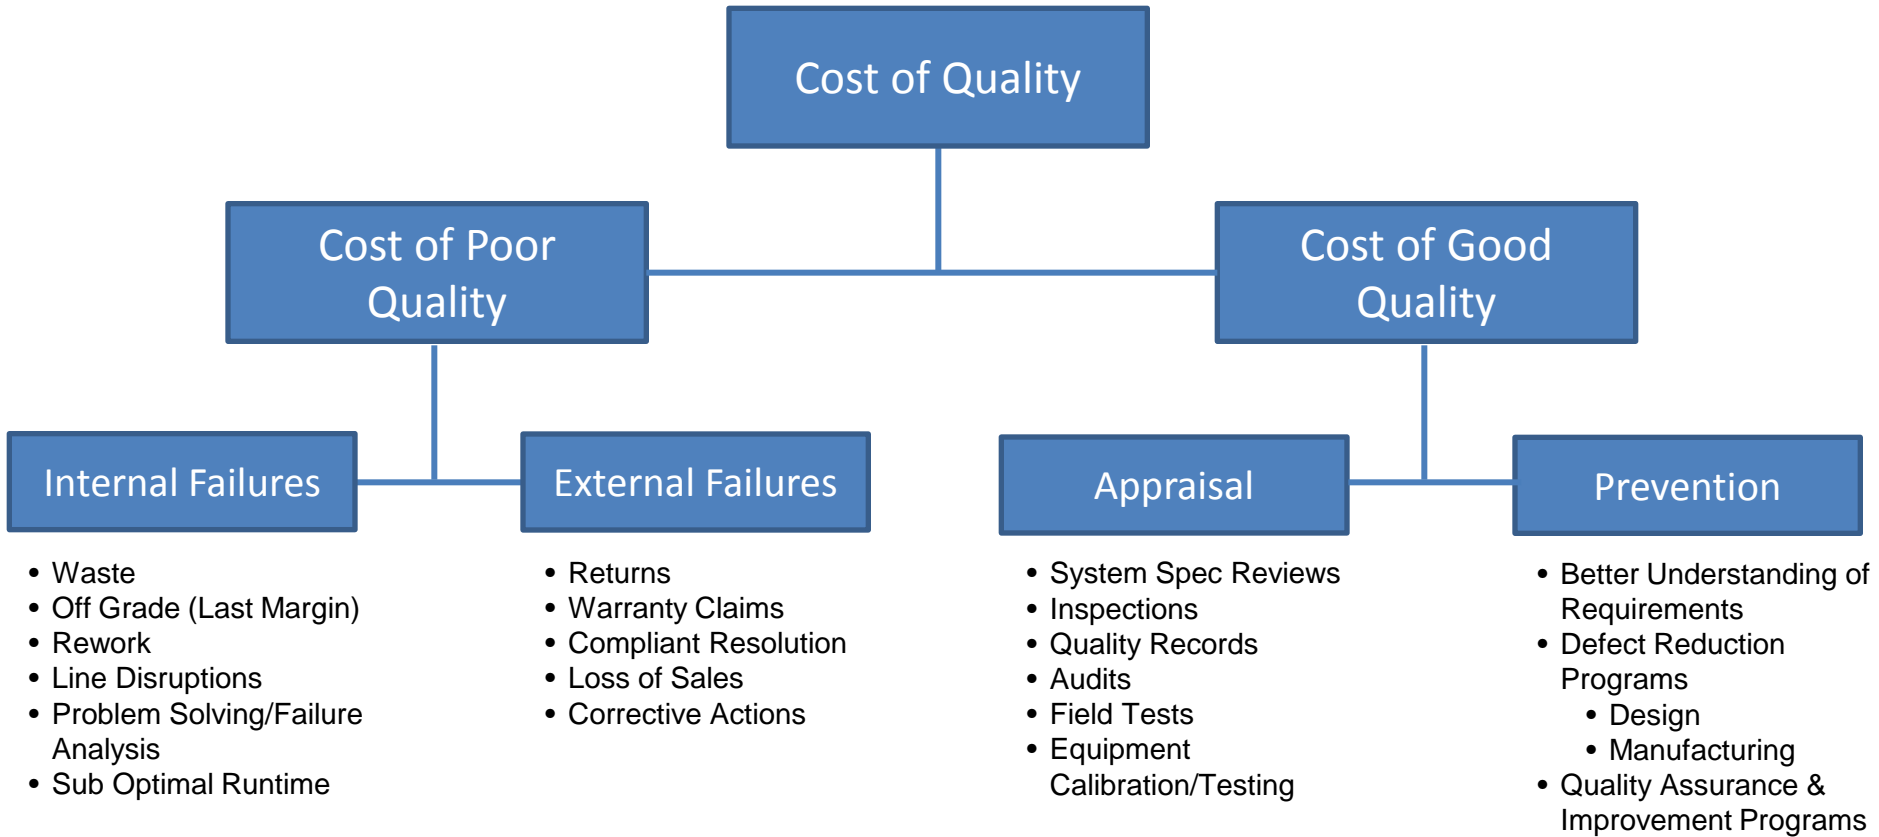 Cost of Quality
Cost of Poor
Quality
Cost of Good
Quality
Internal Failures
• Waste
• Off Grade (Last Margin)
• Rework
• Line Disruptions
• Problem Solving/Failure
Analysis
• Sub Optimal Runtime
External Failures
• Returns
• Warranty Claims
• Compliant Resolution
• Loss of Sales
• Corrective Actions
Appraisal
• System Spec Reviews
• Inspections
• Quality Records
• Audits
• Field Tests
• Equipment
Calibration/Testing
Prevention
• Better Understanding of
Requirements
• Defect Reduction
Programs
• Design
• Manufacturing
• Quality Assurance &
Improvement Programs